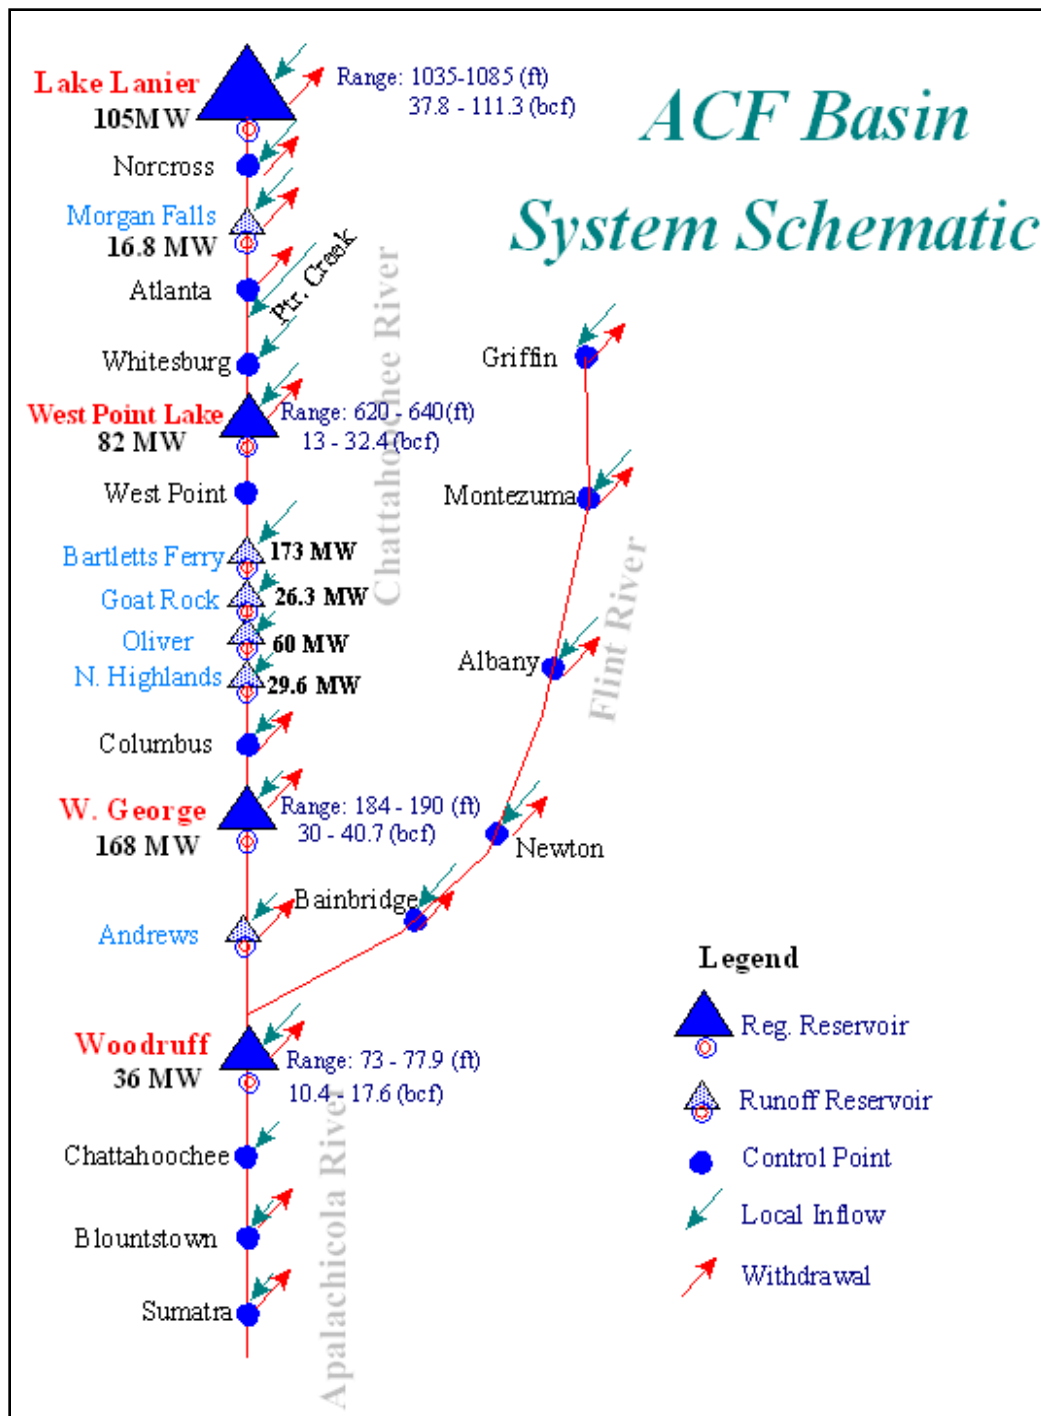 ACF Basin
System Schematic
Lake Lanier
105MW
Range: 1035-1085 (ft)
37.8 - 111.3 (bcf)
Norcross
Morgan Falls
16.8 MW
Atlanta
Ptr. Creek
Whitesburg
West Point Lake
82 MW
Range: 620 - 640(ft)
13 - 32.4 (bcf)
West Point
Bartletts Ferry
173 MW
Goat Rock
26.3 MW
Oliver
60 MW
N. Highlands
29.6 MW
Columbus
W. George
168 MW
Range: 184 - 190 (ft)
30 - 40.7 (bcf)
Andrews
Woodruff
36 MW
Range: 73 - 77.9 (ft)
10.4 - 17.6 (bcf)
Chattahoochee
Blountstown
Sumatra
Chattahoochee River
Apalachicola River
Griffin
Montezuma
Albany
Flint River
Newton
Bainbridge
Legend
Reg. Reservoir
Runoff Reservoir
Control Point
Local Inflow
Withdrawal